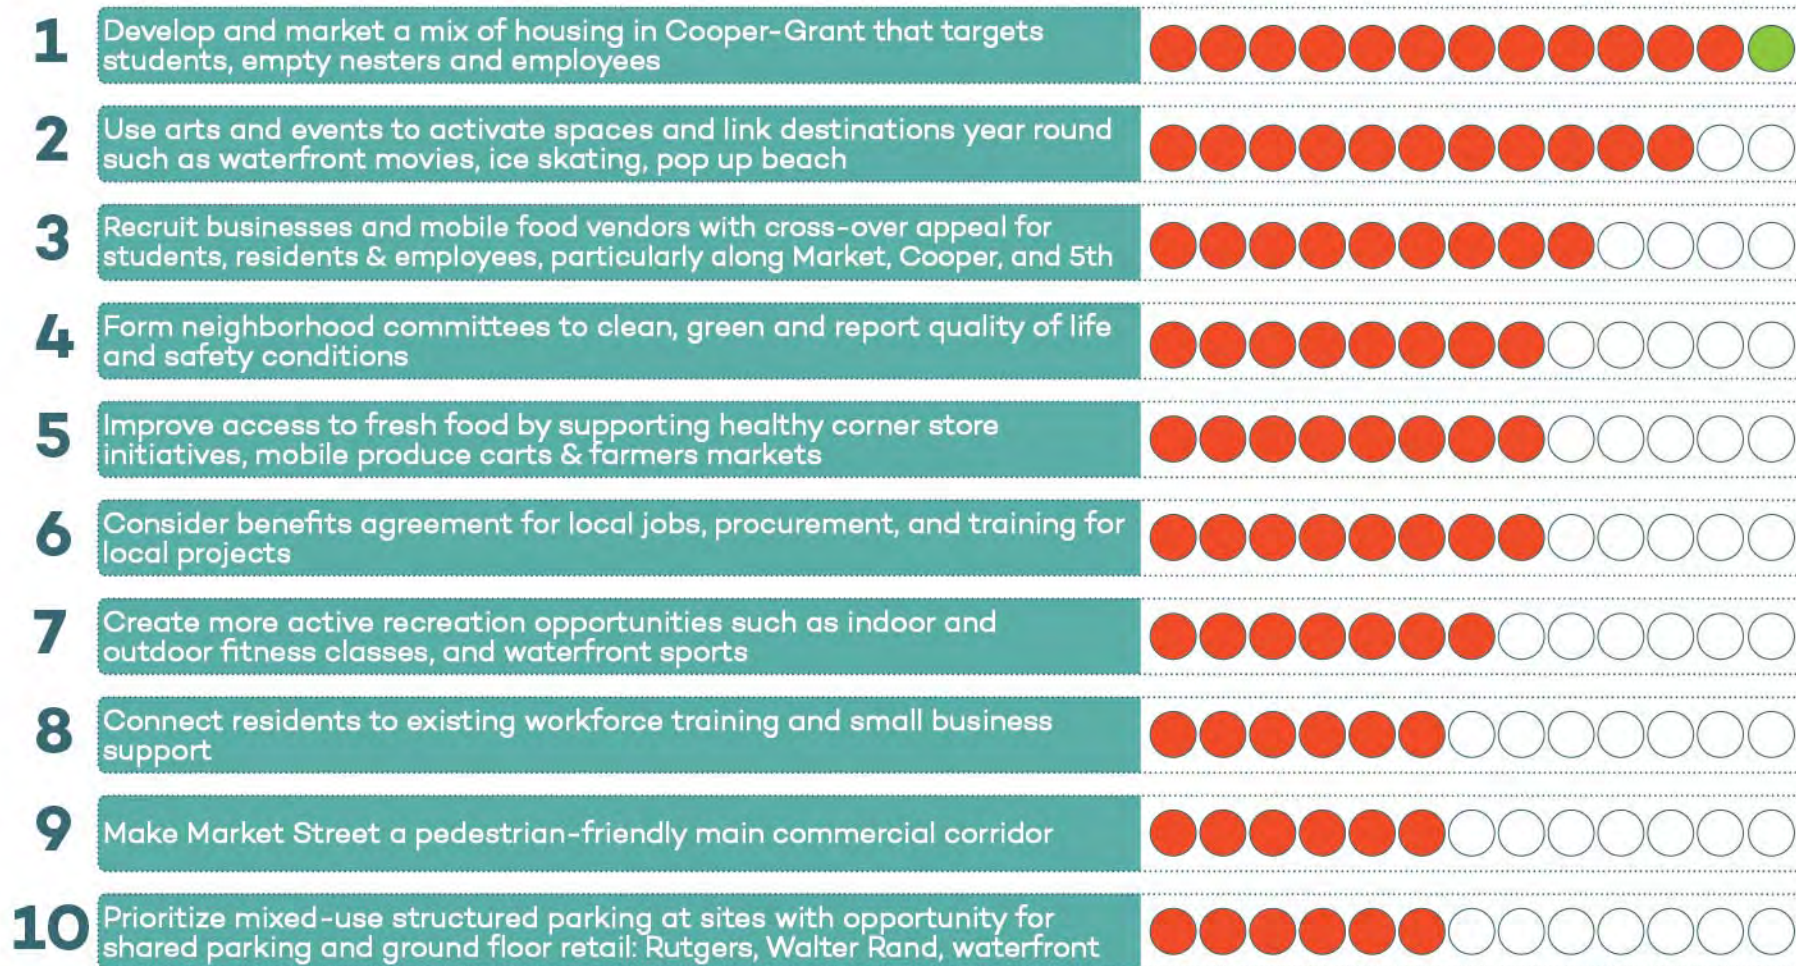 1
Develop and market a mix of housing in Cooper-Grant that targets
students, empty nesters and employees
2
Use arts and events to activate spaces and link destinations year round
such as waterfront movies, ice skating, pop up beach
3
Recruit businesses and mobile food vendors with cross-over appeal for
students, residents & employees, particularly along Market, Cooper, and 5th
4
Form neighborhood committees to clean, green and report quality of life
and safety conditions
5
Improve access to fresh food by supporting healthy corner store
initiatives, mobile produce carts & farmers markets
6
Consider benefits agreement for local jobs, procurement, and training for
local projects
7
Create more active recreation opportunities such as indoor and
outdoor fitness classes, and waterfront sports
8
Connect residents to existing workforce training and small business
support
9
Make Market Street a pedestrian-friendly main commercial corridor
10
Prioritize mixed-use structured parking at sites with opportunity for
shared parking and ground floor retail: Rutgers, Walter Rand, waterfront